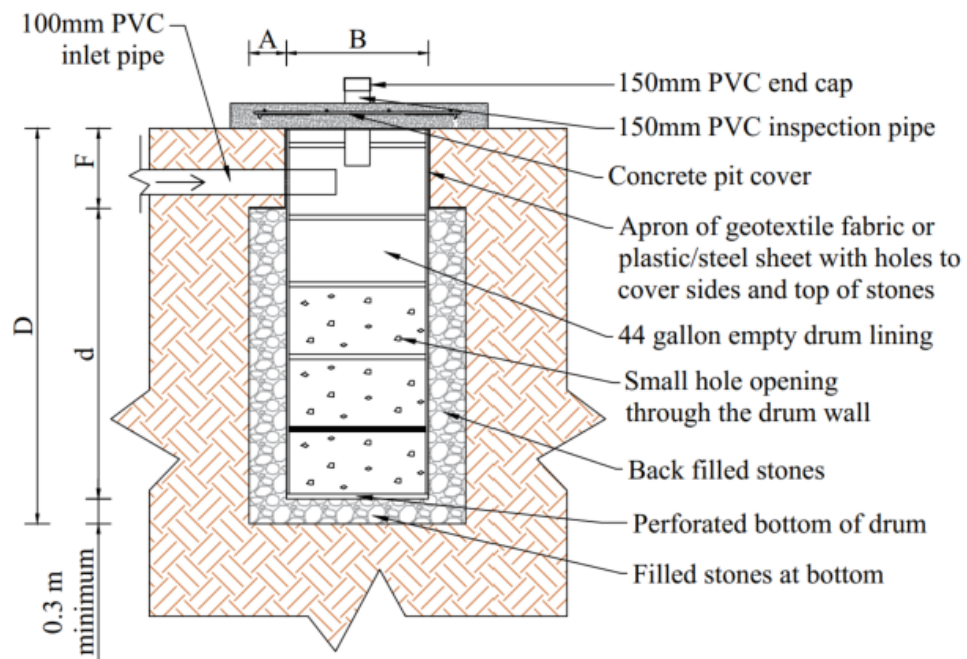 100mm PVC
inlet pipe
A
B
150mm PVC end cap
150mm PVC inspection pipe
Concrete pit cover
Apron of geotextile fabric or
plastic/steel sheet with holes to
cover sides and top of stones
44 gallon empty drum lining
Small hole opening
through the drum wall
Back filled stones
Perforated bottom of drum
Filled stones at bottom
F
D
d
0.3 m
minimum